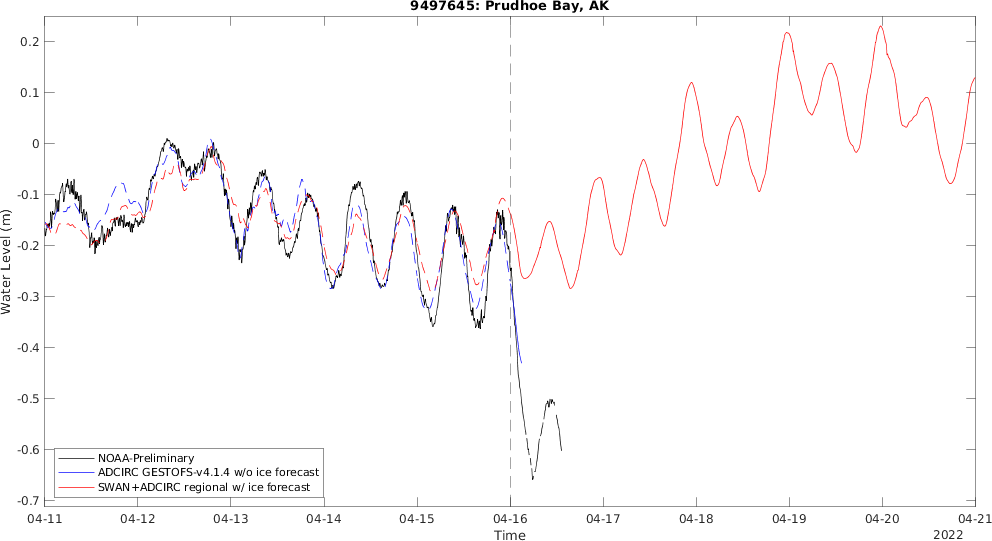 9497645: Prudhoe Bay, AK
0.2
0.1
0
-0.1
-0.2
-0.3
-0.4
-0.5
-0.6
-0.7
Water Level (m)
NOAA-Preliminary
ADCIRC GESTOFS-v4.1.4 w/o ice forecast
SWAN+ADCIRC regional w/ ice forecast
04-11 04-12 04-13 04-14 04-15 04-16 04-17 04-18 04-19 04-20 04-21
Time
2022